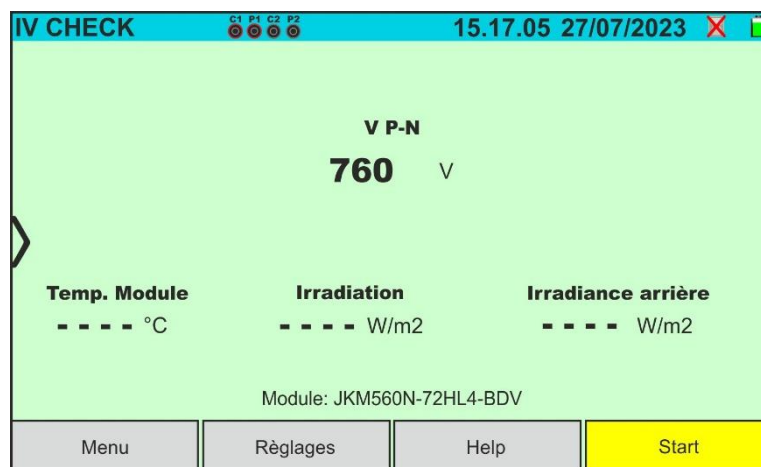 IV CHECK C1 P1 C2 P2 15.17.05 27/07/2023
V P-N
760 V
Temp. Module Irradiation Irradiance arrière
- - - - °C - - - - W/m2 - - - - W/m2
Module: JKM560N-72HL4-BDV
Menu Règlages Help Start